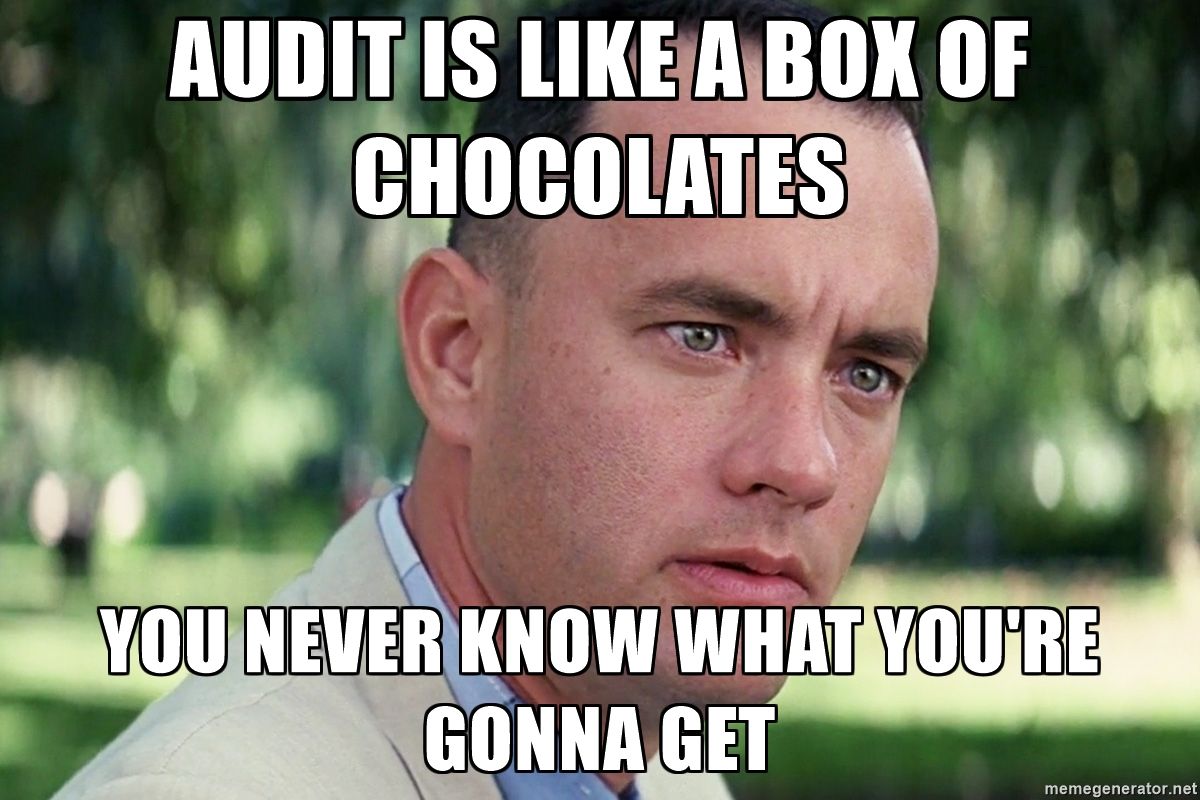 AUDIT IS LIKE A BOX OF
CHOCOLATES
YOU NEVER KNOW WHAT YOU'RE
GONNA GET
memegenerator.net